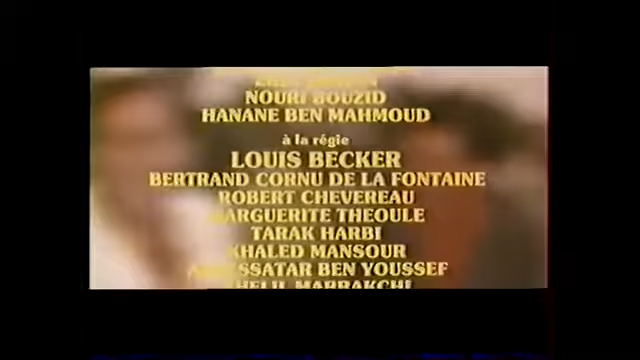 NOURI BOUZID
HANANE BEN MAHMOUD
à la régie
LOUIS BECKER
BERTRAND CORNU DE LA FONTAINE
ROBERT CHEVEREAU
MARGUERITE THEOULE
TARAK HARBI
KHALED MANSOUR
SSATAR BEN YOUSSEF
MARRAKCHI